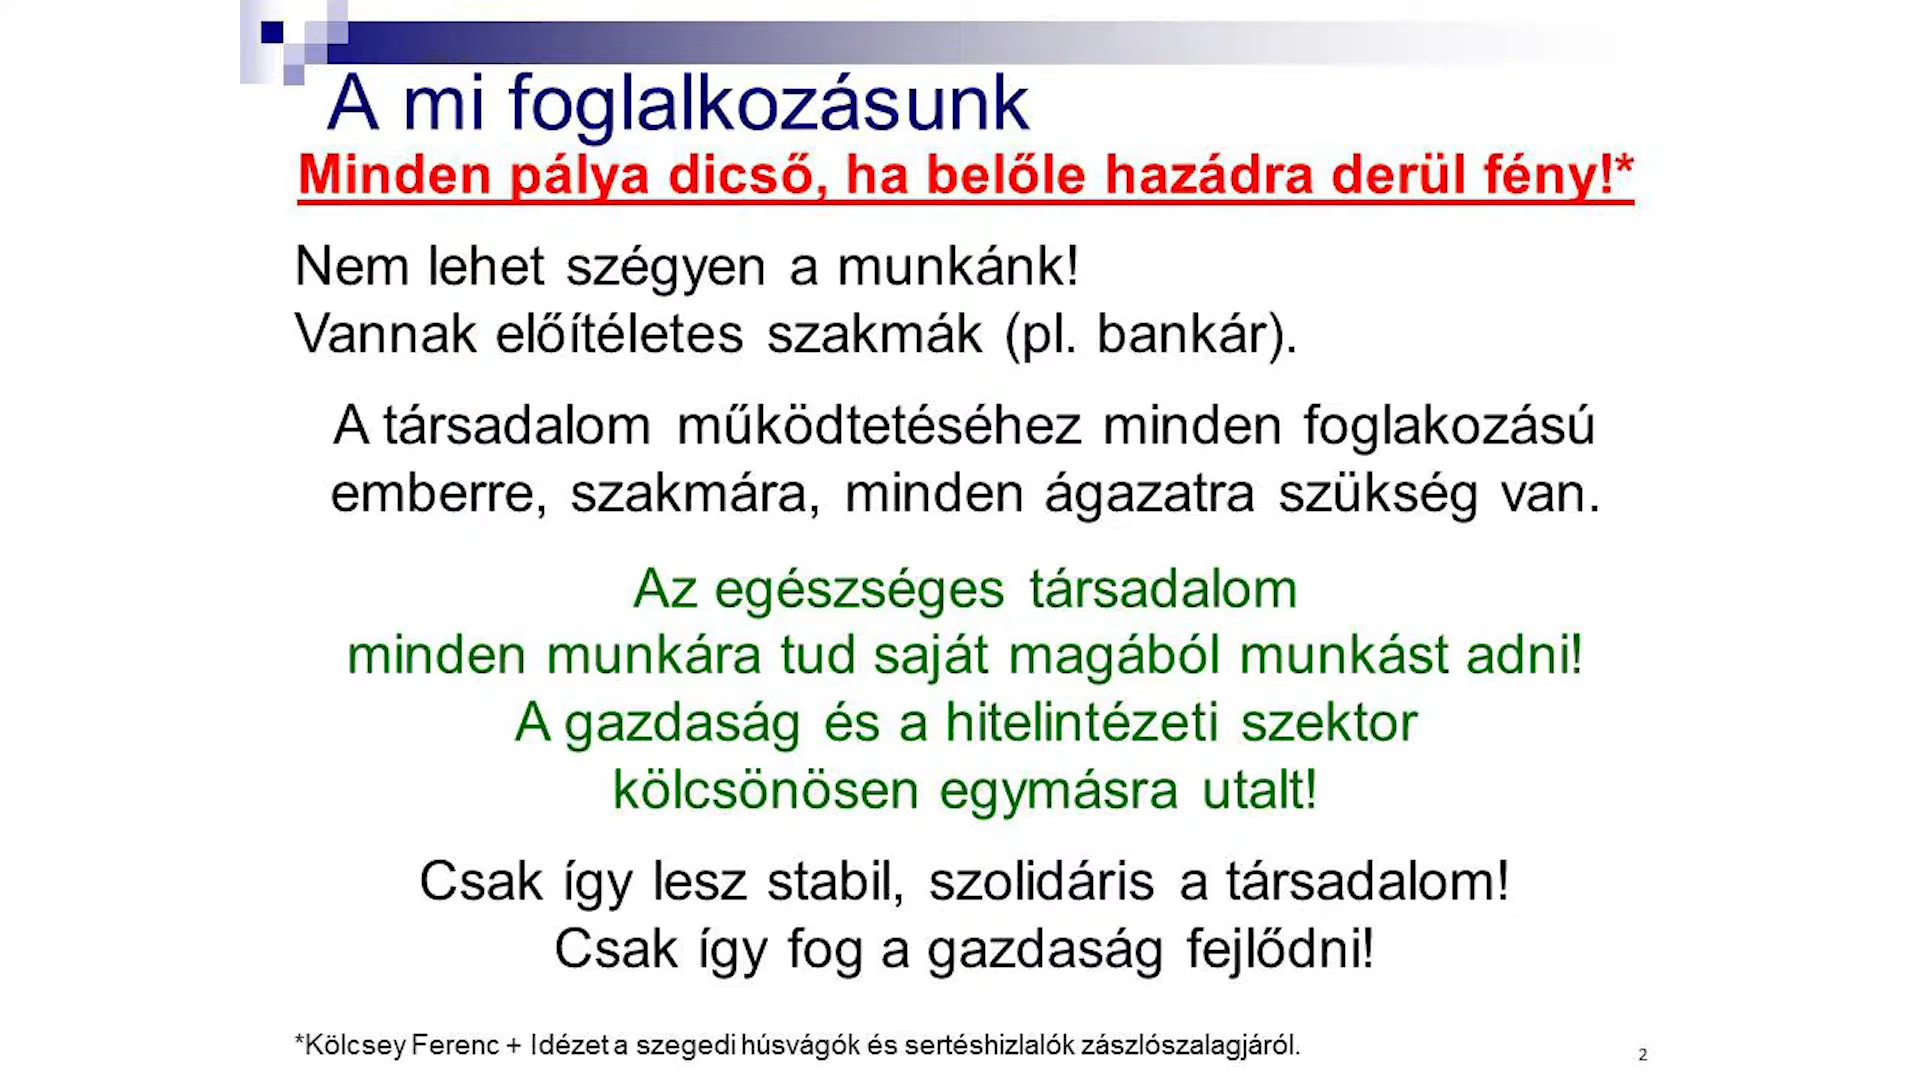 A mi foglalkozásunk
Minden pálya dicső, ha belőle hazádra derül fény!*
Nem lehet szégyen a munkánk!
Vannak előítéletes szakmák (pl. bankár).
A társadalom működtetéséhez minden foglakozású
emberre, szakmára, minden ágazatra szükség van.
Az egészséges társadalom
minden munkára tud saját magából munkást adni!
A gazdaság és a hitelintézeti szektor
kölcsönösen egymásra utalt!
Csak így lesz stabil, szolidáris a társadalom!
Csak így fog a gazdaság fejlődni!
*Kölcsey Ferenc + Idézet a szegedi húsvágók és sertéshizlalók zászlószalagjáról.
2